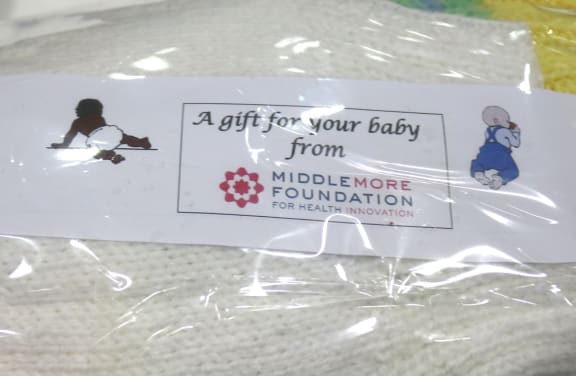 A gift for your baby
from
MIDDLEMORE
FOUNDATION
FOR HEALTH INNOVATION